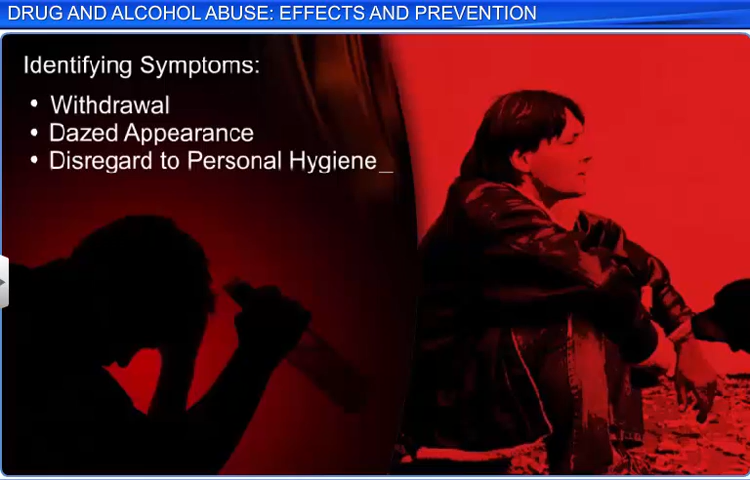 DRUG AND ALCOHOL ABUSE: EFFECTS AND PREVENTION
Identifying Symptoms:
• Withdrawal
• Dazed Appearance
• Disregard to Personal Hygiene_